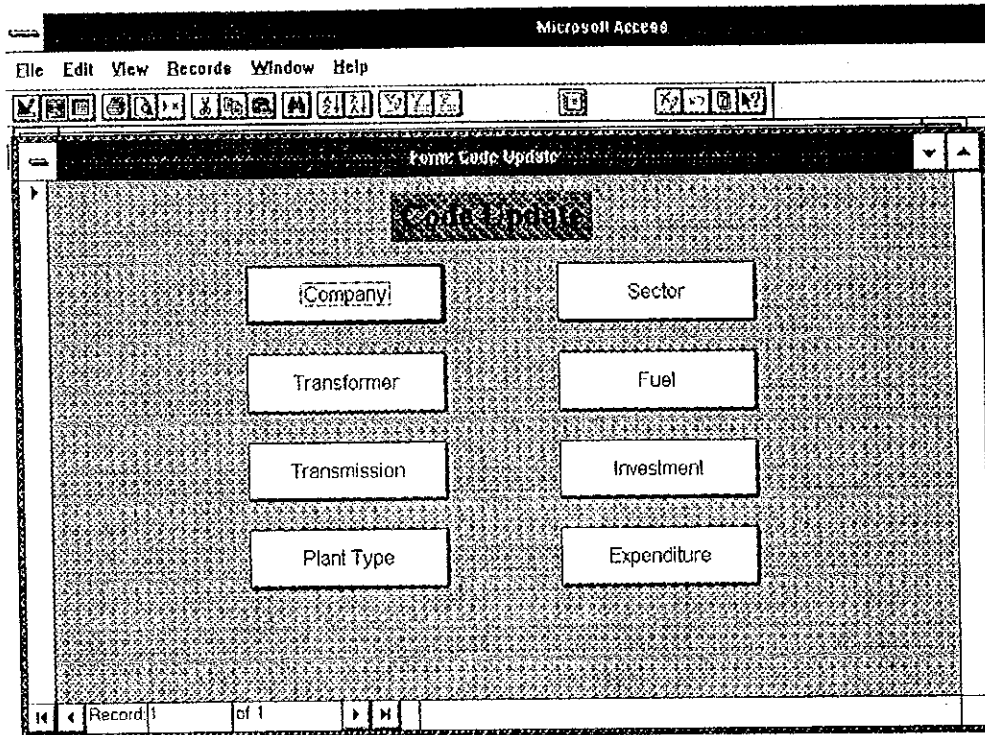 Microsoft Access
File Edit View Records Window Help
Form: Code Update
Code Update
Company Sector
Transformer Fuel
Transmission Investment
Plant Type Expenditure
Record: 1 of 1